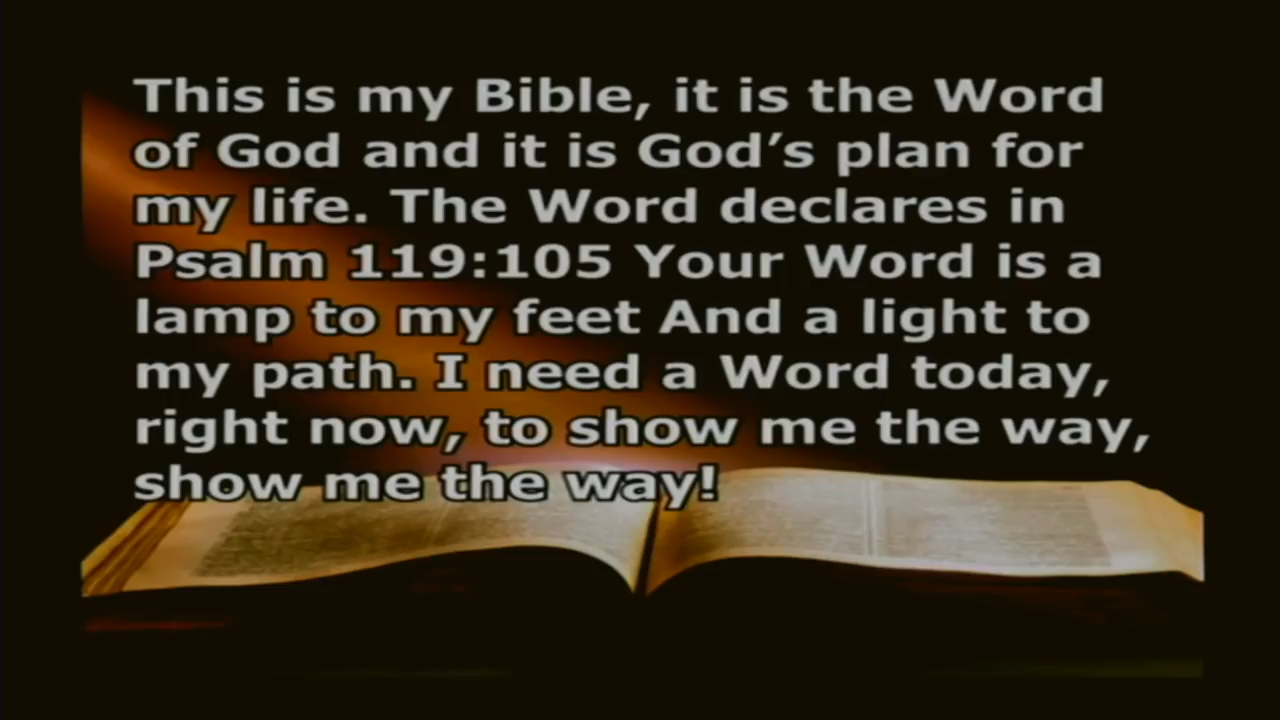 This is my Bible, it is the Word
of God and it is God’s plan for
my life. The Word declares in
Psalm 119:105 Your Word is a
lamp to my feet And a light to
my path. I need a Word today,
right now, to show me the way,
show me the way!